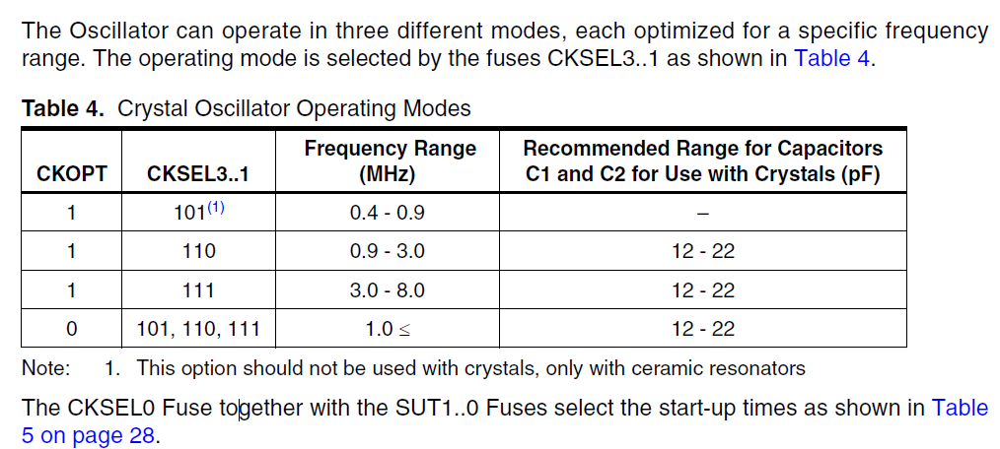 The Oscillator can operate in three different modes, each optimized for a specific frequency
range. The operating mode is selected by the fuses CKSEL3..1 as shown in Table 4.
Table 4. Crystal Oscillator Operating Modes
CKOPT CKSEL3..1 Frequency Range (MHz) Recommended Range for Capacitors C1 and C2 for Use with Crystals (pF)
1 101(1) 0.4 - 0.9 –
1 110 0.9 - 3.0 12 - 22
1 111 3.0 - 8.0 12 - 22
0 101, 110, 111 1.0 ≤ 12 - 22
Note: 1. This option should not be used with crystals, only with ceramic resonators
The CKSEL0 Fuse together with the SUT1..0 Fuses select the start-up times as shown in Table
5 on page 28.